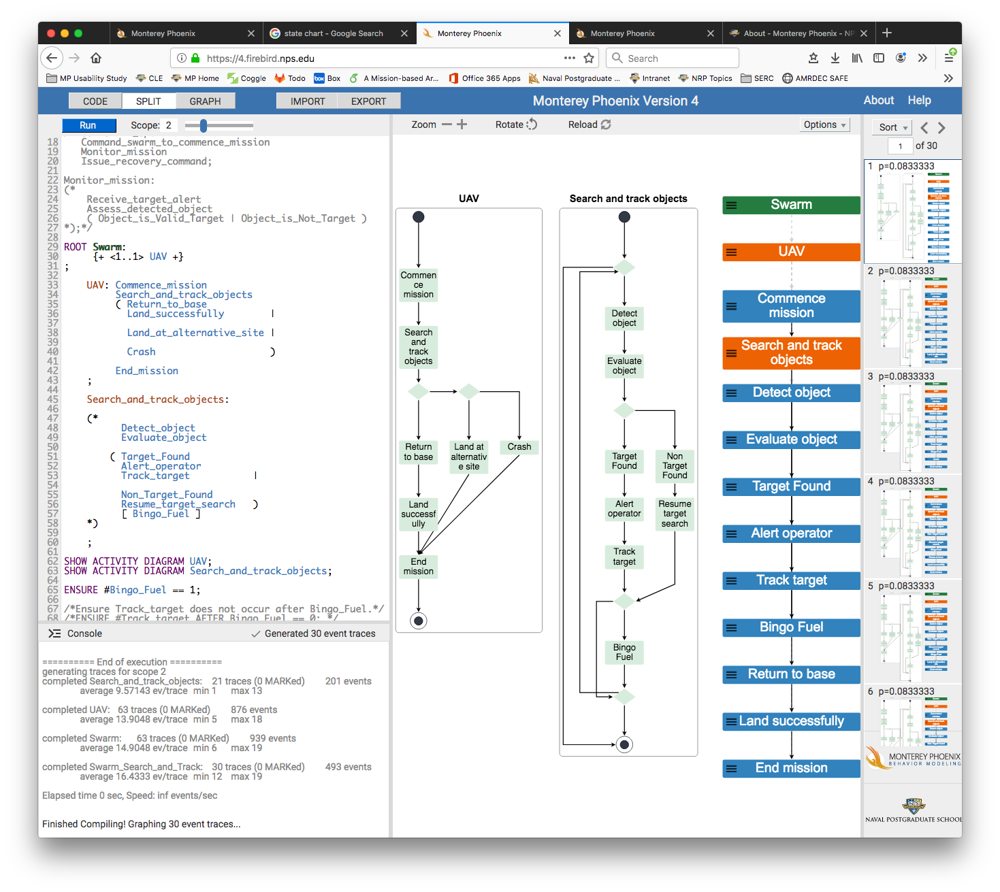 Monterey Phoenix
state chart - Google Search
Monterey Phoenix
Monterey Phoenix
About - Monterey Phoenix - NP
https://4.firebird.nps.edu
Search
MP Usability Study
CLE
MP Home
Coggle
Todo
box Box
A Mission-based Ar...
Office 365 Apps
Naval Postgraduate ...
Intranet
NRP Topics
SERC
AMRDEC SAFE
CODE SPLIT GRAPH IMPORT EXPORT
Monterey Phoenix Version 4
About Help
Run Scope: 2
Zoom Rotate Reload Options
Sort
1 of 30
18 Command_swarm_to_commence_mission
19 Monitor_mission
20 Issue_recovery_command;
21
22 Monitor_mission:
23 (*
24 Receive_target_alert
25 Assess_detected_object
26 ( Object_is_Valid_Target | Object_is_Not_Target )
27 *);*/
28
29 ROOT Swarm:
30 {+ <1..1> UAV +}
31 ;
32
33 UAV: Commence_mission
34 Search_and_track_objects
35 ( Return_to_base
36 Land_successfully |
37
38 Land_at_alternative_site |
39
40 Crash )
41
42 End_mission
43 ;
44
45 Search_and_track_objects:
46
47 (*
48 Detect_object
49 Evaluate_object
50
51 ( Target_Found
52 Alert_operator
53 Track_target |
54
55 Non_Target_Found
56 Resume_target_search )
57 [ Bingo_Fuel ]
58 *)
59
60 ;
61
62 SHOW ACTIVITY DIAGRAM UAV;
63 SHOW ACTIVITY DIAGRAM Search_and_track_objects;
64
65 ENSURE #Bingo_Fuel == 1;
66
67 /*Ensure Track_target does not occur after Bingo_Fuel.*/
68 /*ENSURE #Track_target AFTER Bingo_Fuel == 0; */
Console
Generated 30 event traces
========== End of execution ==========
generating traces for scope 2
completed Search_and_track_objects: 21 traces (0 MARKed) 201 events
average 9.57143 ev/trace min 1 max 13
completed UAV: 63 traces (0 MARKed) 876 events
average 13.9048 ev/trace min 5 max 18
completed Swarm: 63 traces (0 MARKed) 939 events
average 14.9048 ev/trace min 6 max 19
completed Swarm_Search_and_Track: 30 traces (0 MARKed) 493 events
average 16.4333 ev/trace min 12 max 19
Elapsed time 0 sec, Speed: inf events/sec
Finished Compiling! Graphing 30 event traces...
UAV
Commen
ce
mission
Search
and
track
objects
Return
to base
Land at
alternativ
e site
Crash
Land
successf
ully
End
mission
Search and track objects
Detect
object
Evaluate
object
Target
Found
Non
Target
Found
Alert
operator
Resume
target
search
Track
target
Bingo
Fuel
Swarm
UAV
Commence
mission
Search and track
objects
Detect object
Evaluate object
Target Found
Alert operator
Track target
Bingo Fuel
Return to base
Land successfully
End mission
1 p=0.0833333
2 p=0.0833333
3 p=0.0833333
4 p=0.0833333
5 p=0.0833333
6 p=0.0833333
MONTEREY PHOENIX
BEHAVIOR MODELING
NPS
NAVAL POSTGRADUATE SCHOOL